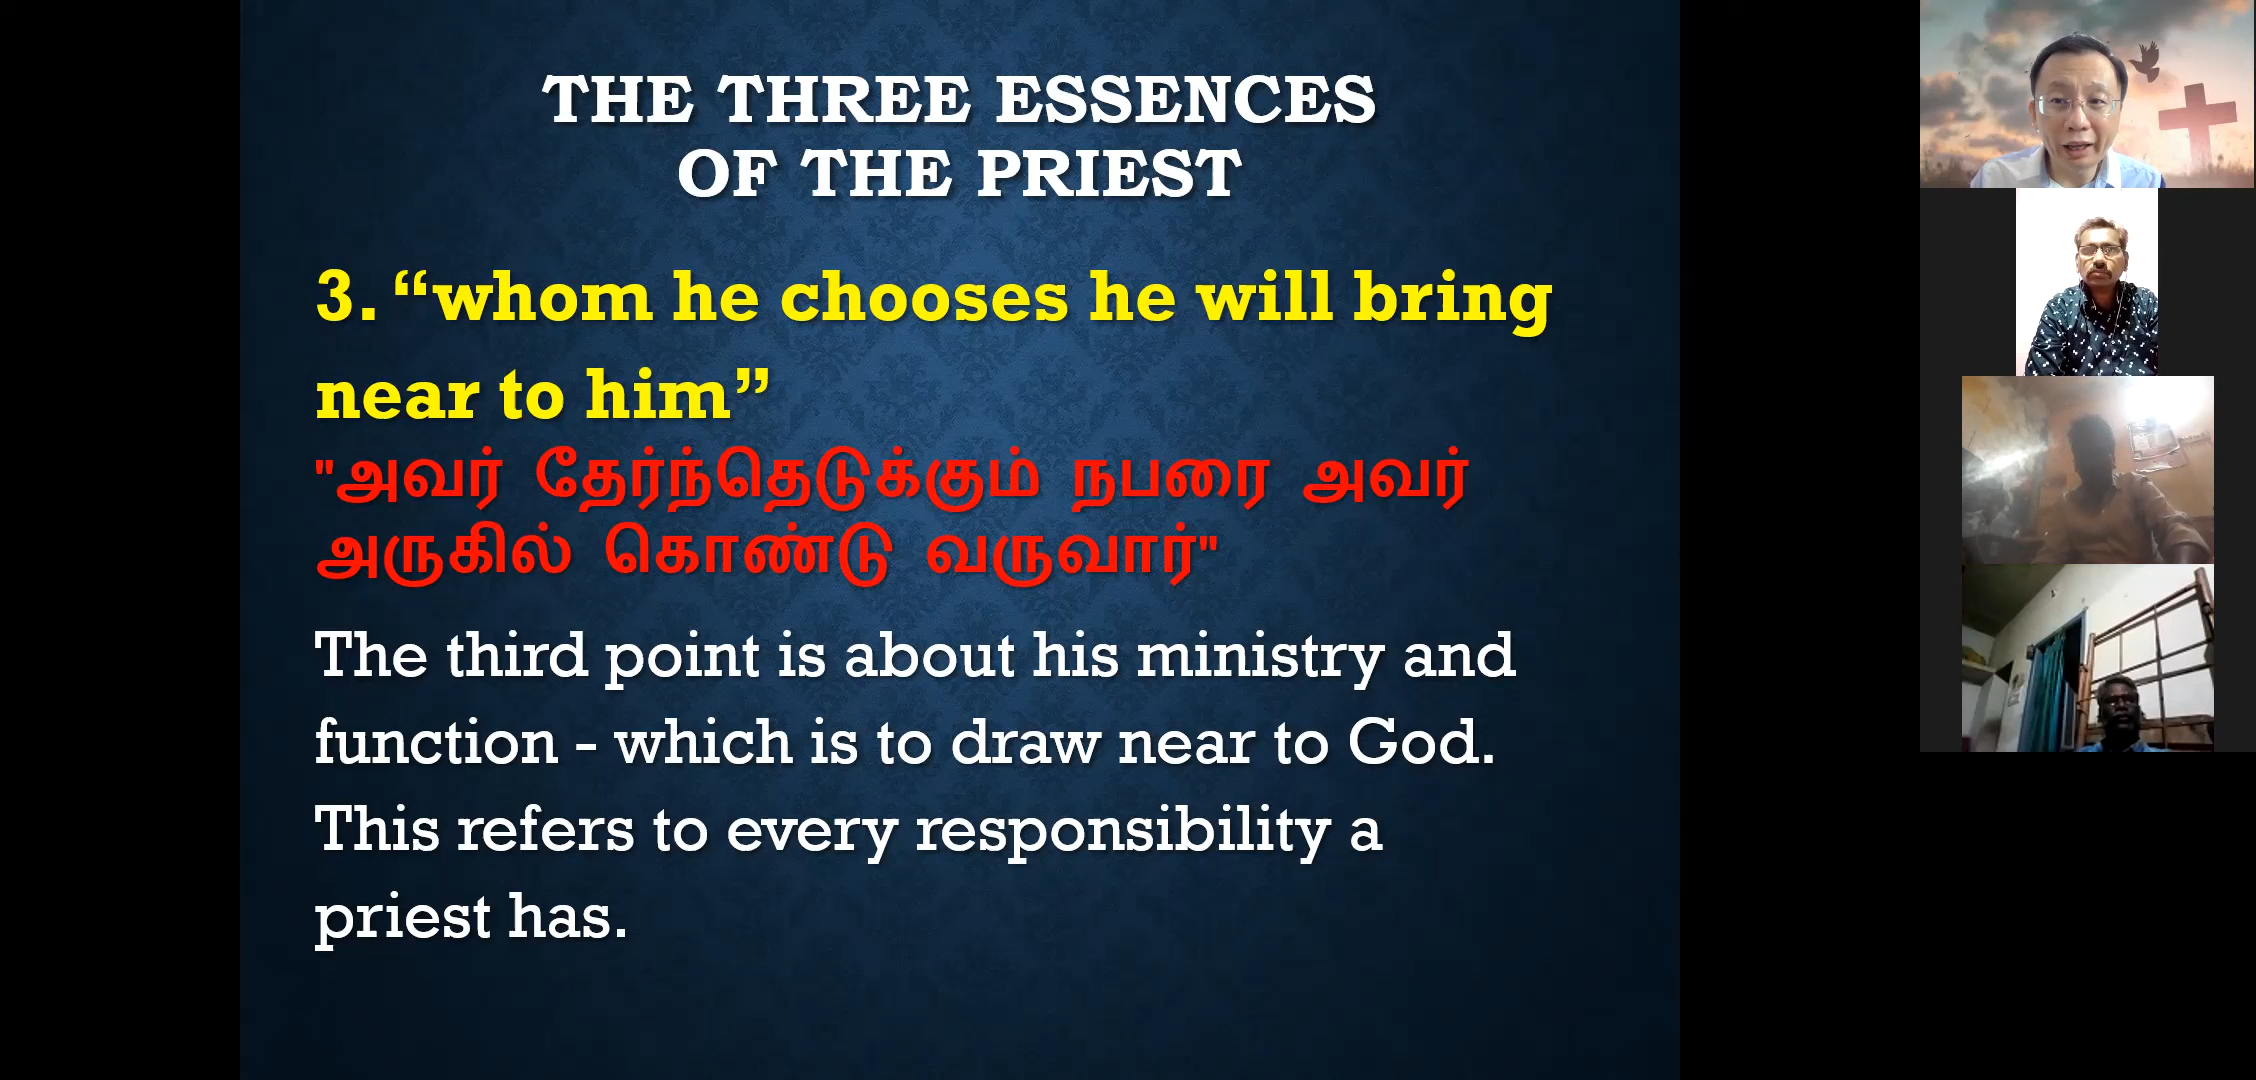 THE THREE ESSENCES
OF THE PRIEST
3. “whom he chooses he will bring
near to him”
"அவர் தேர்ந்தெடுக்கும் நபரை அவர்
அருகில் கொண்டு வருவார்"
The third point is about his ministry and
function - which is to draw near to God.
This refers to every responsibility a
priest has.